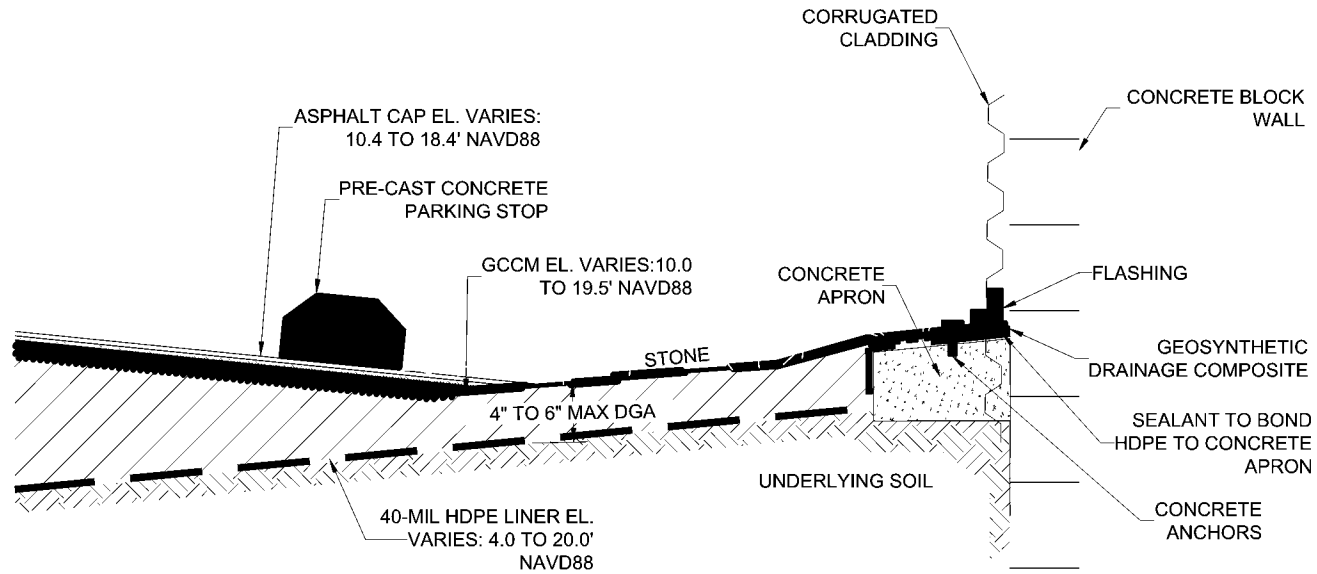 CORRUGATED
CLADDING
ASPHALT CAP EL. VARIES:
10.4 TO 18.4' NAVD88
CONCRETE BLOCK
WALL
PRE-CAST CONCRETE
PARKING STOP
GCCM EL. VARIES:10.0
TO 19.5' NAVD88
CONCRETE
APRON
FLASHING
STONE
GEOSYNTHETIC
DRAINAGE COMPOSITE
4" TO 6" MAX DGA
SEALANT TO BOND
HDPE TO CONCRETE
APRON
UNDERLYING SOIL
40-MIL HDPE LINER EL.
VARIES: 4.0 TO 20.0'
NAVD88
CONCRETE
ANCHORS